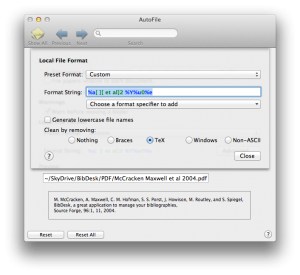 AutoFile
Show All Previous Next Search
Local File Format
Preset Format: Custom
Format String: %a[ ][ et al]2 %Y%u0%e
Choose a format specifier to add
Generate lowercase file names
Clean by removing:
Nothing Braces TeX Windows Non-ASCII
? Close
~/SkyDrive/BibDesk/PDF/McCracken Maxwell et al 2004.pdf
M. McCracken, A. Maxwell, C. M. Hofman, S. S. Porst, J. Howison, M. Routley, and S. Spiegel,
BibDesk, a great application to manage your bibliographies.
Source Forge, 96:1, 11, 2004.
Reset Reset All ?